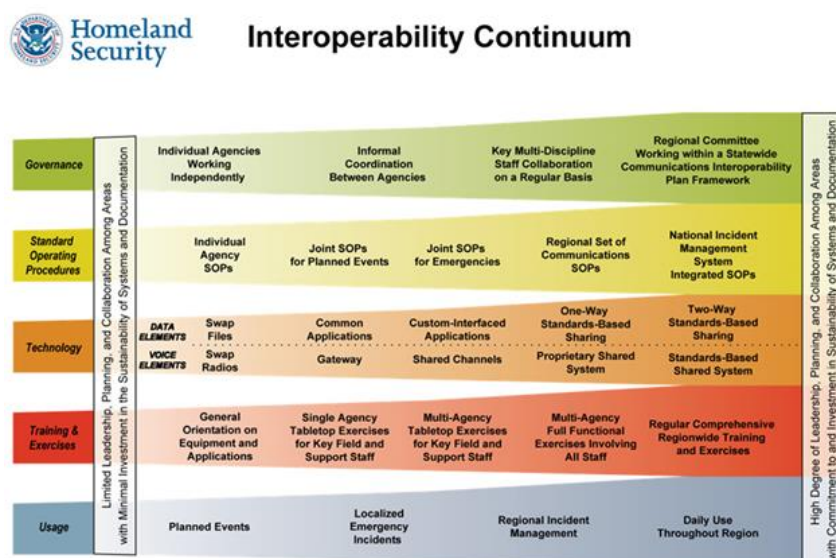 U.S. DEPARTMENT OF HOMELAND SECURITY
Homeland
Security
Interoperability Continuum
Limited Leadership, Planning, and Collaboration Among Areas
with Minimal Investment in the Sustainability of Systems and Documentation
Governance
Individual Agencies
Working
Independently
Informal
Coordination
Between Agencies
Key Multi-Discipline
Staff Collaboration
on a Regular Basis
Regional Committee
Working within a Statewide
Communications Interoperability
Plan Framework
Standard
Operating
Procedures
Individual
Agency
SOPs
Joint SOPs
for Planned Events
Joint SOPs
for Emergencies
Regional Set of
Communications
SOPs
National Incident
Management
System
Integrated SOPs
Technology
DATA
ELEMENTS
Swap
Files
Common
Applications
Custom-Interfaced
Applications
One-Way
Standards-Based
Sharing
Two-Way
Standards-Based
Sharing
VOICE
ELEMENTS
Swap
Radios
Gateway
Shared Channels
Proprietary Shared
System
Standards-Based
Shared System
Training &
Exercises
General
Orientation on
Equipment and
Applications
Single Agency
Tabletop Exercises
for Key Field and
Support Staff
Multi-Agency
Tabletop Exercises
for Key Field and
Support Staff
Multi-Agency
Full Functional
Exercises Involving
All Staff
Regular Comprehensive
Regionwide Training
and Exercises
Usage
Planned Events
Localized
Emergency
Incidents
Regional Incident
Management
Daily Use
Throughout Region
High Degree of Leadership, Planning, and Collaboration Among Areas
with Commitment to and Investment in Sustainability of Systems and Documentation